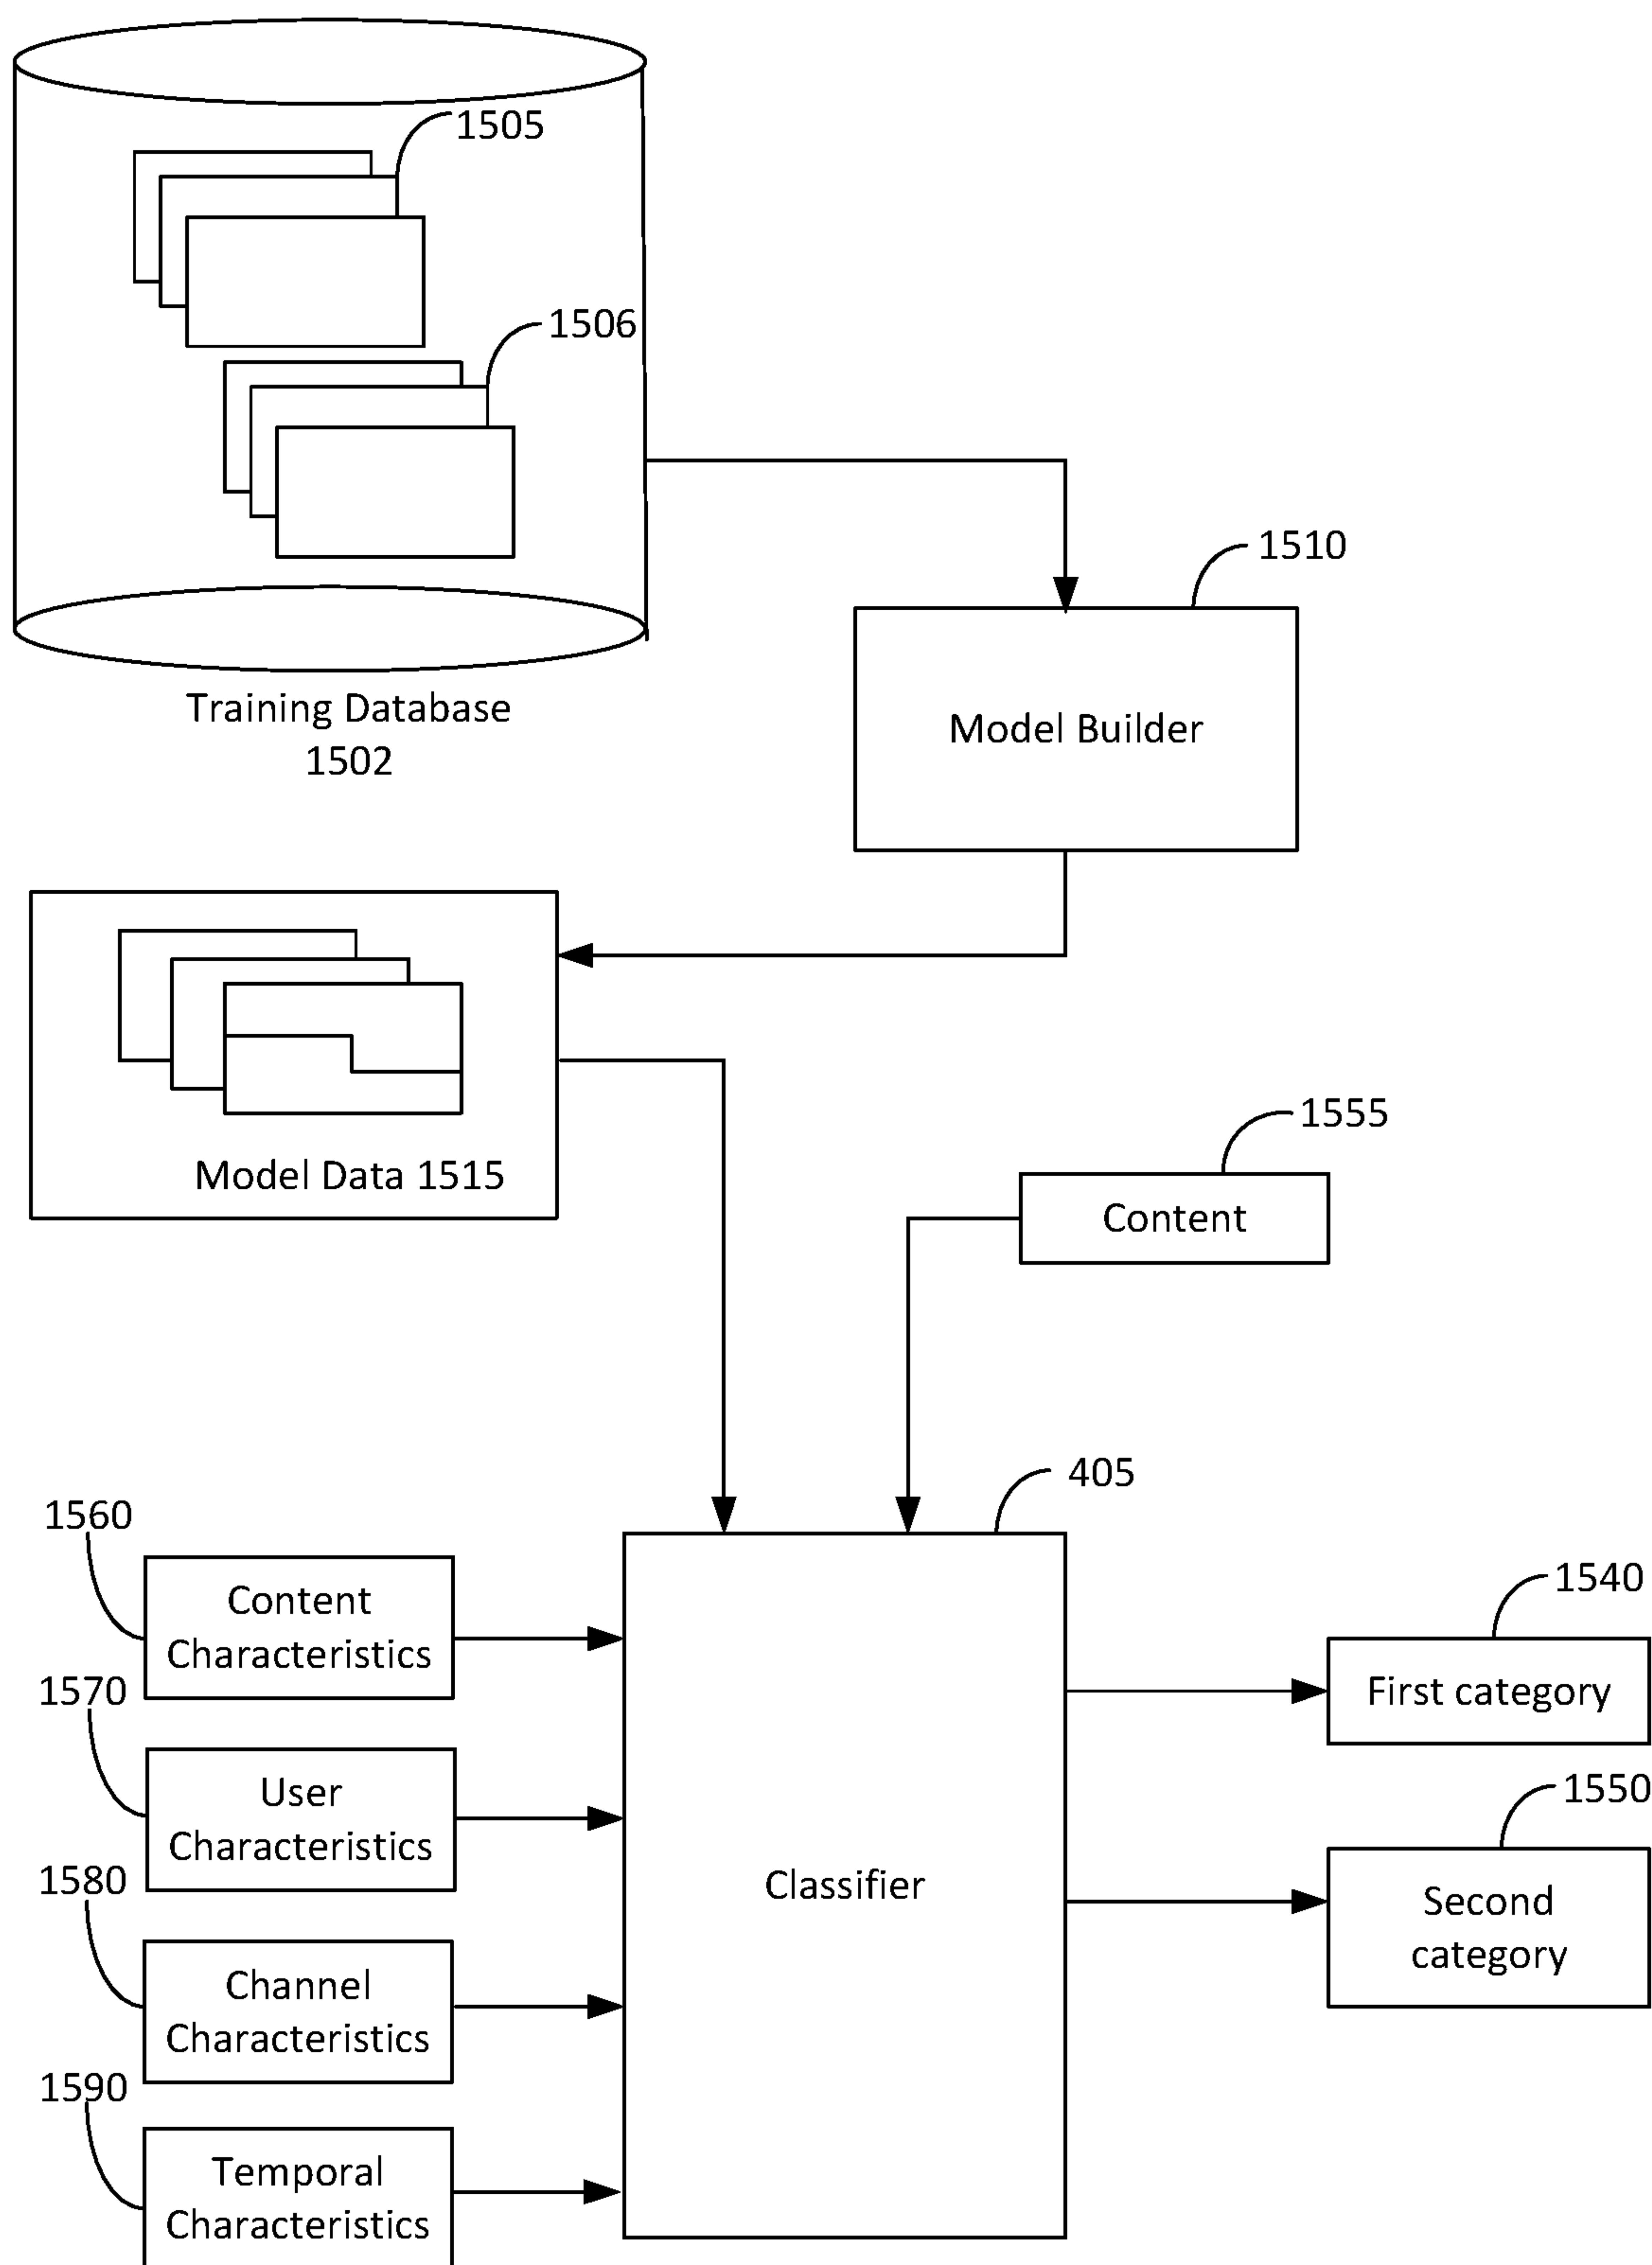 1505
1506
1510
Training Database
1502
Model Builder
Model Data 1515
1555
Content
405
1560
Content
Characteristics
1540
First category
1570
User
Characteristics
1550
Second
category
1580
Classifier
Channel
Characteristics
1590
Temporal
Characteristics